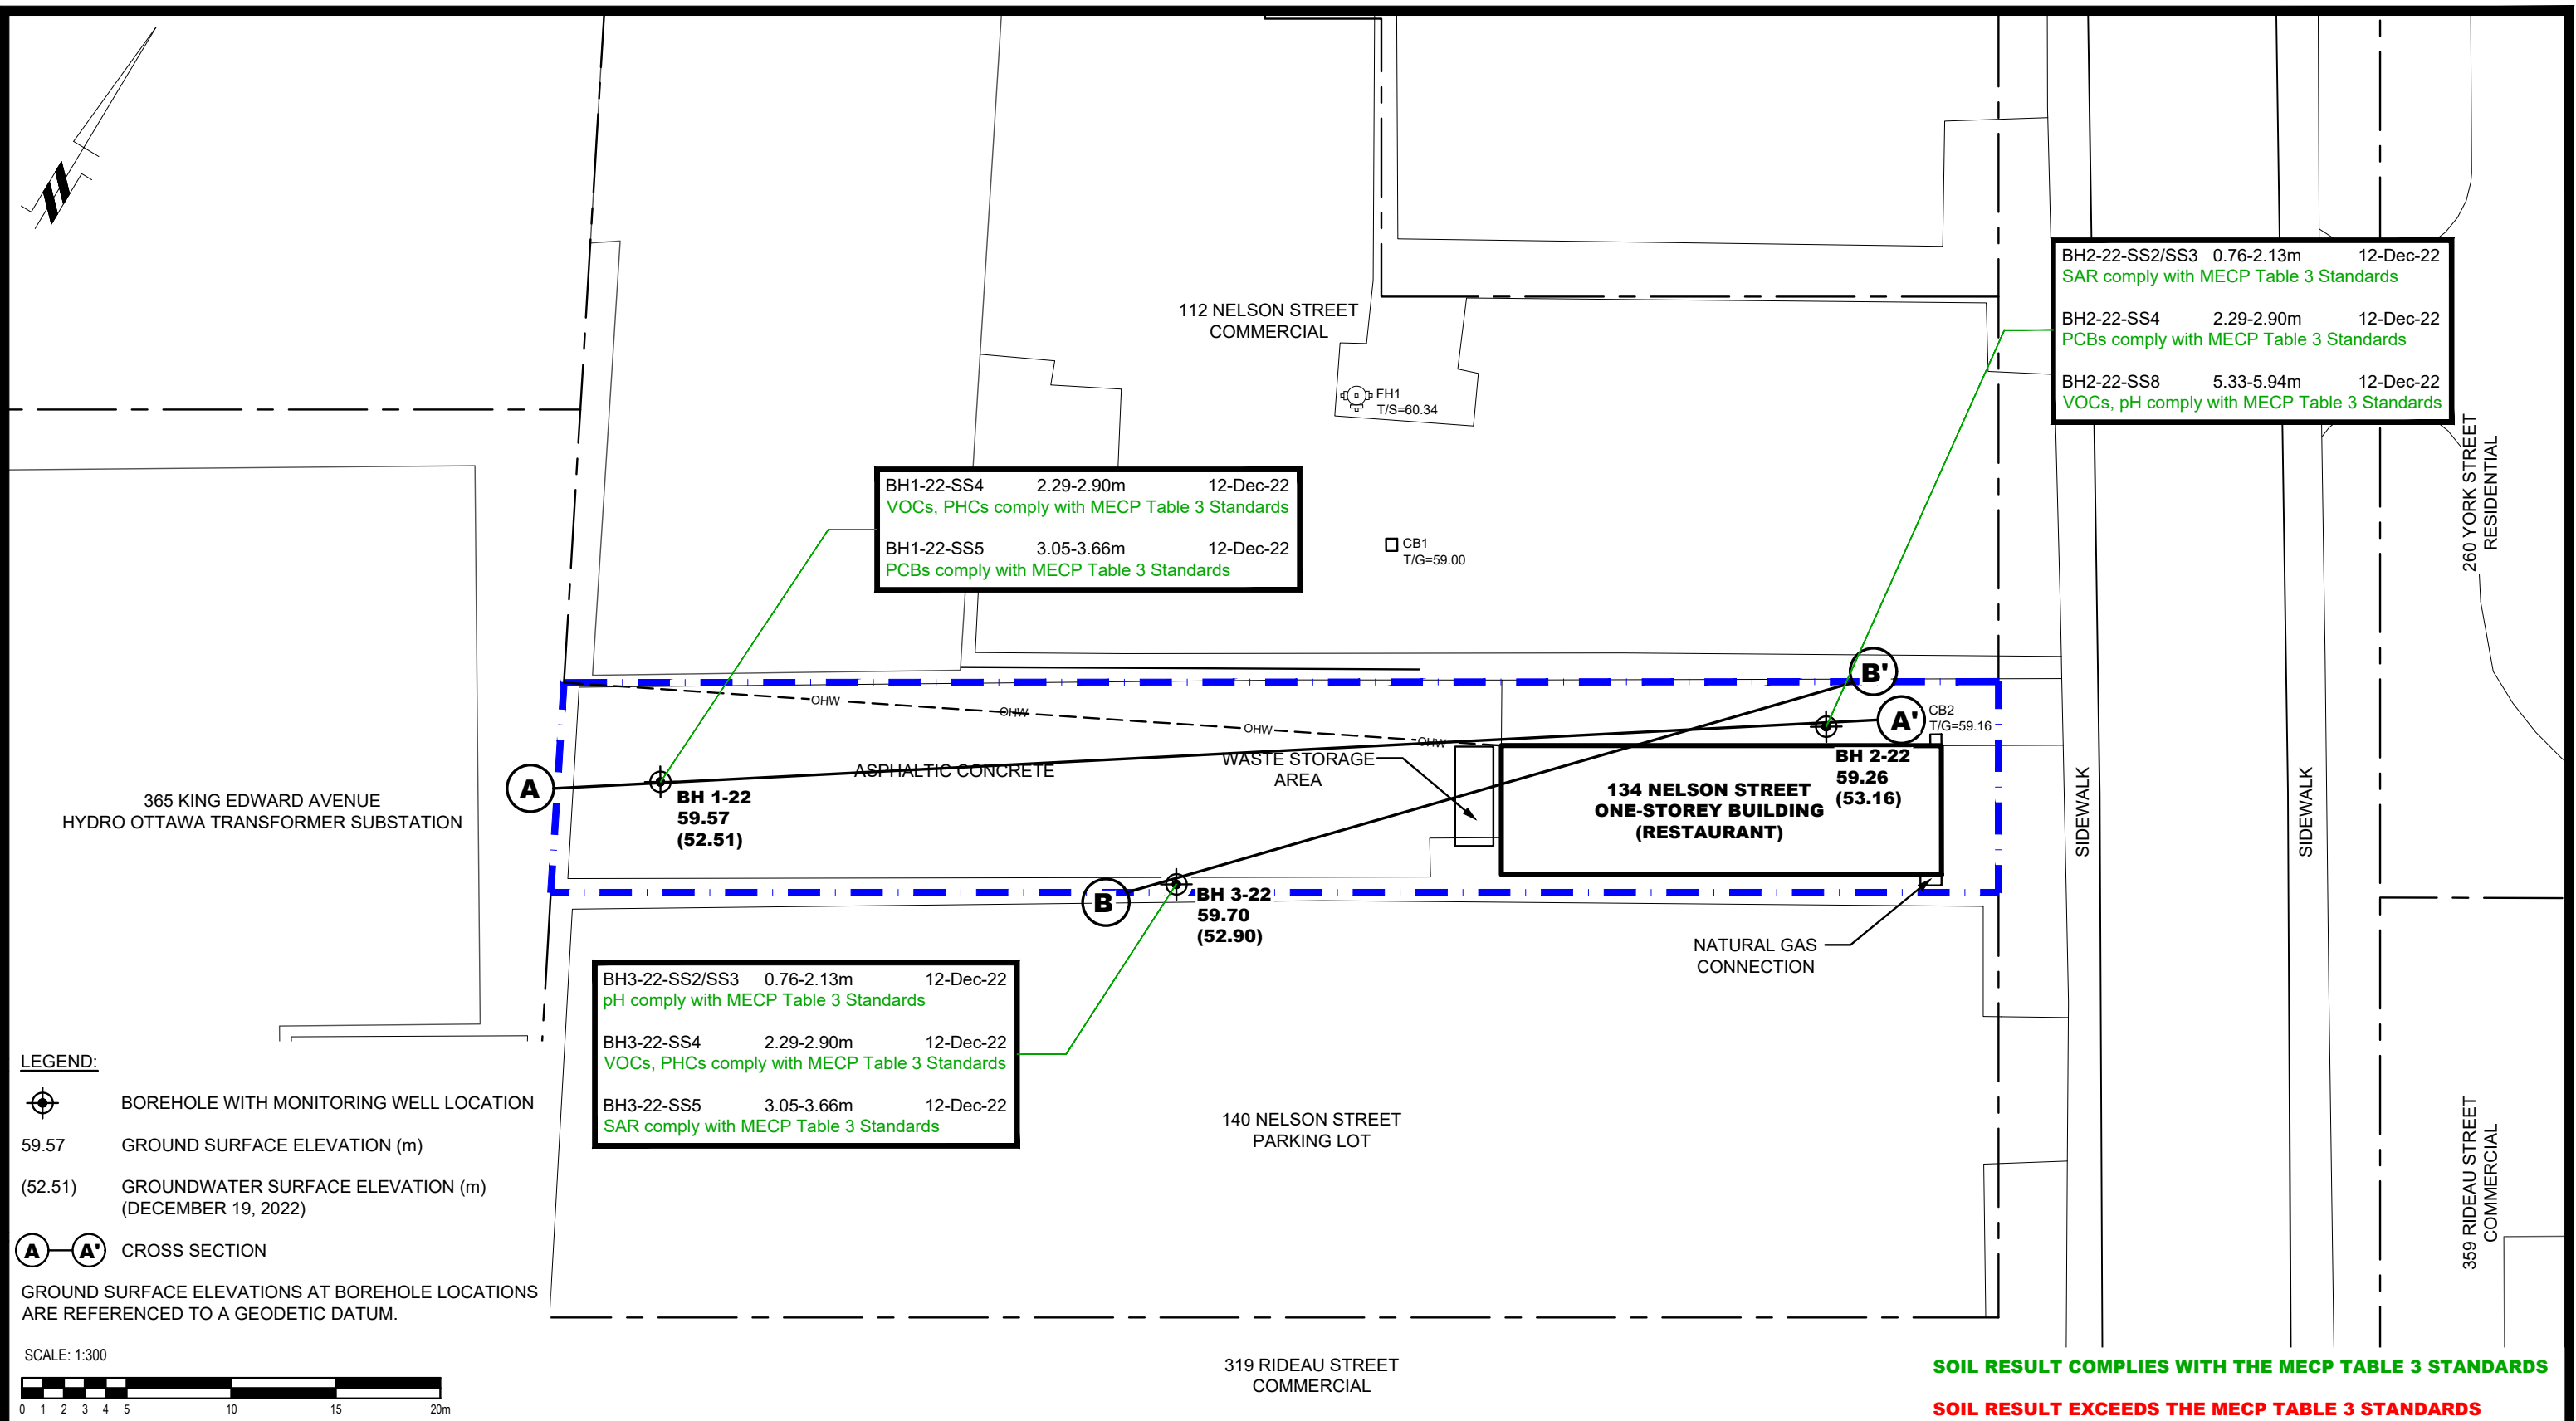 112 NELSON STREET
COMMERCIAL
FH1
T/S=60.34
CB1
T/G=59.00
BH2-22-SS2/SS3 0.76-2.13m 12-Dec-22
SAR comply with MECP Table 3 Standards
BH2-22-SS4 2.29-2.90m 12-Dec-22
PCBs comply with MECP Table 3 Standards
BH2-22-SS8 5.33-5.94m 12-Dec-22
VOCs, pH comply with MECP Table 3 Standards
260 YORK STREET
RESIDENTIAL
BH1-22-SS4 2.29-2.90m 12-Dec-22
VOCs, PHCs comply with MECP Table 3 Standards
BH1-22-SS5 3.05-3.66m 12-Dec-22
PCBs comply with MECP Table 3 Standards
B'
A'
CB2
T/G=59.16
OHW
OHW
OHW
OHW
A
ASPHALTIC CONCRETE
WASTE STORAGE
AREA
BH 1-22
59.57
(52.51)
134 NELSON STREET
ONE-STOREY BUILDING
(RESTAURANT)
BH 2-22
59.26
(53.16)
SIDEWALK
SIDEWALK
365 KING EDWARD AVENUE
HYDRO OTTAWA TRANSFORMER SUBSTATION
B
BH 3-22
59.70
(52.90)
NATURAL GAS
CONNECTION
BH3-22-SS2/SS3 0.76-2.13m 12-Dec-22
pH comply with MECP Table 3 Standards
BH3-22-SS4 2.29-2.90m 12-Dec-22
VOCs, PHCs comply with MECP Table 3 Standards
BH3-22-SS5 3.05-3.66m 12-Dec-22
SAR comply with MECP Table 3 Standards
140 NELSON STREET
PARKING LOT
359 RIDEAU STREET
COMMERCIAL
LEGEND:
BOREHOLE WITH MONITORING WELL LOCATION
59.57 GROUND SURFACE ELEVATION (m)
(52.51) GROUNDWATER SURFACE ELEVATION (m)
(DECEMBER 19, 2022)
A A' CROSS SECTION
GROUND SURFACE ELEVATIONS AT BOREHOLE LOCATIONS
ARE REFERENCED TO A GEODETIC DATUM.
SCALE: 1:300
0 1 2 3 4 5 10 15 20m
319 RIDEAU STREET
COMMERCIAL
SOIL RESULT COMPLIES WITH THE MECP TABLE 3 STANDARDS
SOIL RESULT EXCEEDS THE MECP TABLE 3 STANDARDS